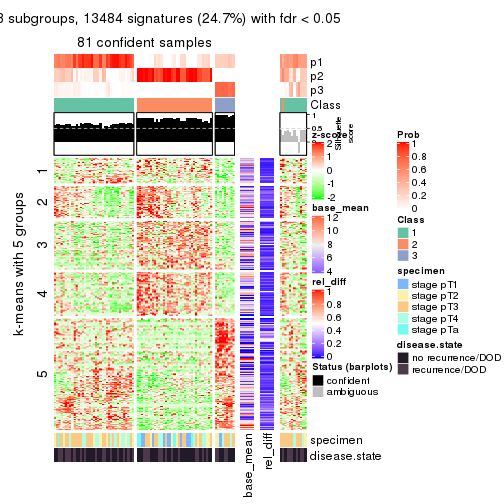 3 subgroups, 13484 signatures (24.7%) with fdr < 0.05
81 confident samples
p1
p2
p3
Class
1
0.5
Silhouette
score
k-means with 5 groups
1
2
3
4
5
specimen
disease.state
base_mean
rel_diff
z-score
2
1
0
-1
-2
base_mean
12
10
8
6
4
rel_diff
1
0.8
0.6
0.4
0.2
0
Status (barplots)
confident
ambiguous
Prob
1
0.8
0.6
0.4
0.2
0
Class
1
2
3
specimen
stage pT1
stage pT2
stage pT3
stage pT4
stage pTa
disease.state
no recurrence/DOD
recurrence/DOD